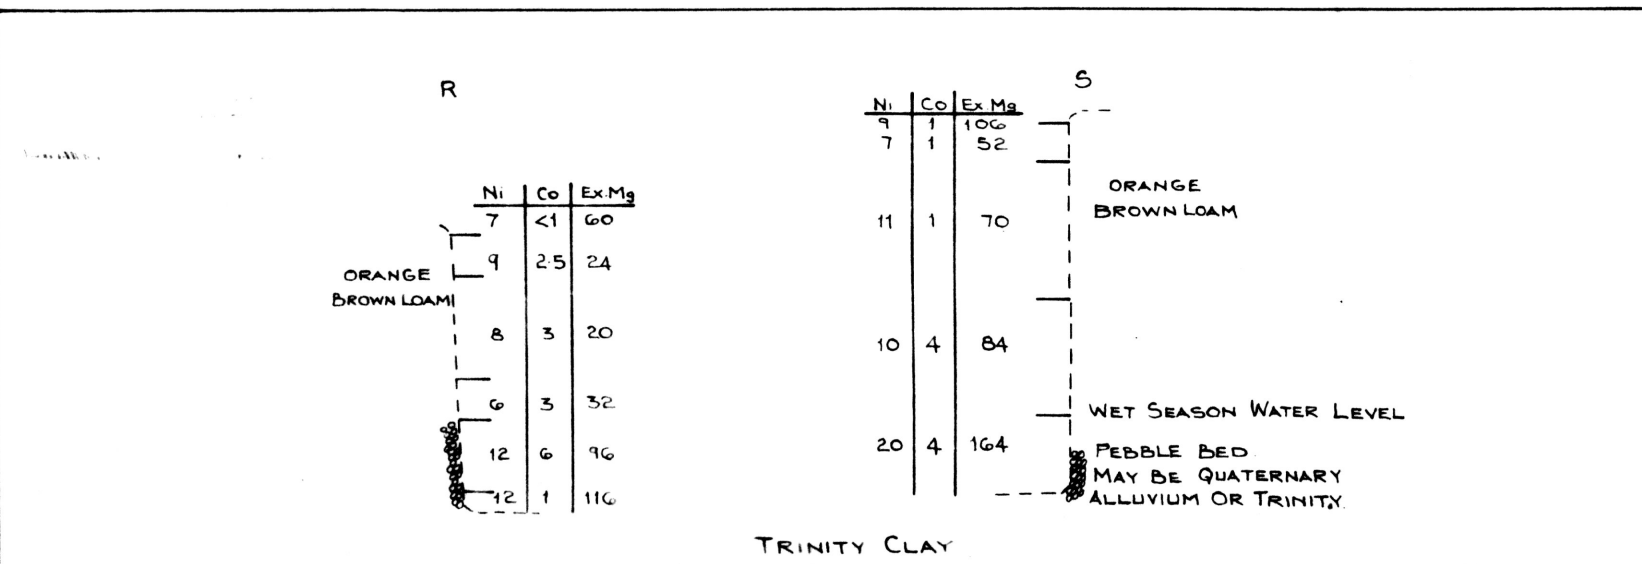 R
Ni Co Ex.Mg
7 <1 60
9 2.5 24
8 3 20
6 3 32
12 6 96
12 1 116
ORANGE
BROWN LOAM
S
Ni Co Ex.Mg
9 1 106
7 1 52
11 1 70
10 4 84
20 4 164
ORANGE
BROWN LOAM
WET SEASON WATER LEVEL
PEBBLE BED
MAY BE QUATERNARY
ALLUVIUM OR TRINITY.
TRINITY CLAY